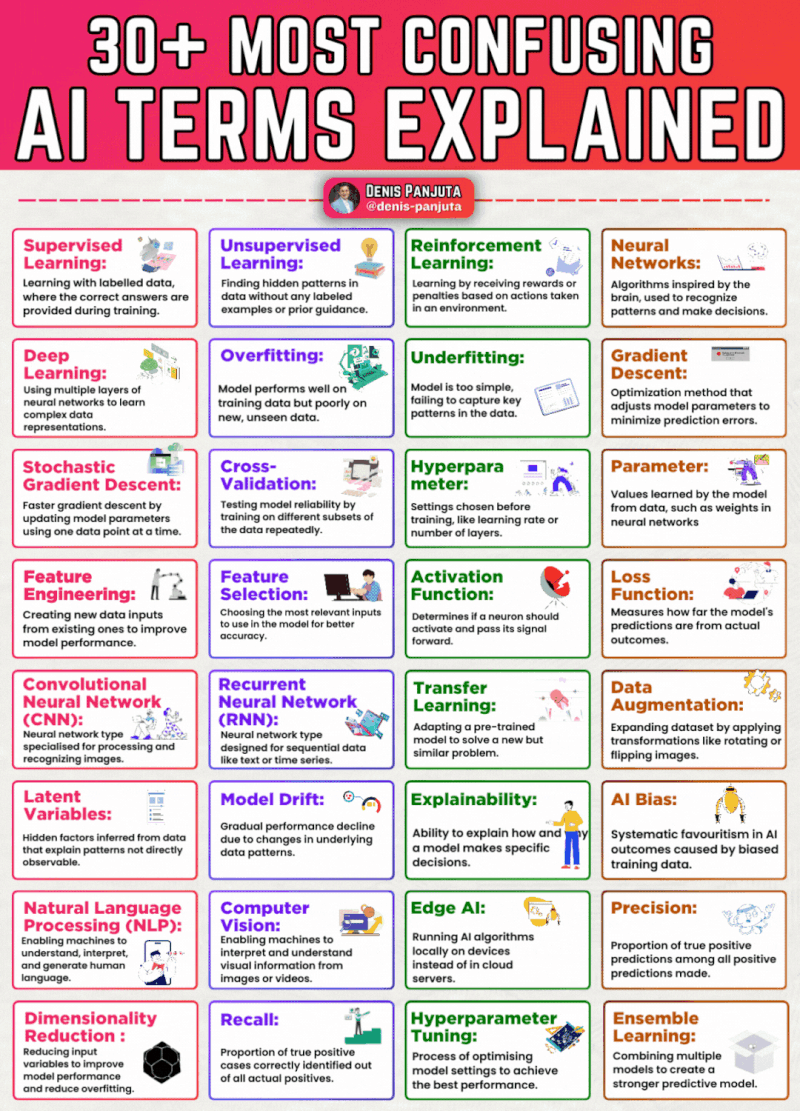 30+ MOST CONFUSING
AI TERMS EXPLAINED
DENIS PANJUTA
@denis-panjuta
Supervised
Learning:
Learning with labelled data,
where the correct answers are
provided during training.
Unsupervised
Learning:
Finding hidden patterns in
data without any labeled
examples or prior guidance.
Reinforcement
Learning:
Learning by receiving rewards or
penalties based on actions taken
in an environment.
Neural
Networks:
Algorithms inspired by the
brain, used to recognize
patterns and make decisions.
Deep
Learning:
Using multiple layers of
neural networks to learn
complex data
representations.
Overfitting:
Model performs well on
training data but poorly on
new, unseen data.
Underfitting:
Model is too simple,
failing to capture key
patterns in the data.
Gradient
Descent:
Optimization method that
adjusts model parameters to
minimize prediction errors.
Stochastic
Gradient Descent:
Faster gradient descent by
updating model parameters
using one data point at a time.
Cross-
Validation:
Testing model reliability by
training on different subsets of
the data repeatedly.
Hyperpara
meter:
Settings chosen before
training, like learning rate or
number of layers.
Parameter:
Values learned by the model
from data, such as weights in
neural networks
Feature
Engineering:
Creating new data inputs
from existing ones to improve
model performance.
Feature
Selection:
Choosing the most relevant inputs
to use in the model for better
accuracy.
Activation
Function:
Determines if a neuron should
activate and pass its signal
forward.
Loss
Function:
Measures how far the model's
predictions are from actual
outcomes.
Convolutional
Neural Network
(CNN):
Neural network type
specialised for processing and
recognizing images.
Recurrent
Neural Network
(RNN):
Neural network type
designed for sequential data
like text or time series.
Transfer
Learning:
Adapting a pre-trained
model to solve a new but
similar problem.
Data
Augmentation:
Expanding dataset by applying
transformations like rotating or
flipping images.
Latent
Variables:
Hidden factors inferred from data
that explain patterns not directly
observable.
Model Drift:
Gradual performance decline
due to changes in underlying
data patterns.
Explainability:
Ability to explain how and
a model makes specific
decisions.
AI Bias:
Systematic favouritism in AI
outcomes caused by biased
training data.
Natural Language
Processing (NLP):
Enabling machines to
understand, interpret,
and generate human
language.
Computer
Vision:
Enabling machines to
interpret and understand
visual information from
images or videos.
Edge AI:
Running AI algorithms
locally on devices
instead of in cloud
servers.
Precision:
Proportion of true positive
predictions among all positive
predictions made.
Dimensionality
Reduction :
Reducing input
variables to improve
model performance
and reduce overfitting.
Recall:
Proportion of true positive
cases correctly identified out
of all actual positives.
Hyperparameter
Tuning:
Process of optimising
model settings to achieve
the best performance.
Ensemble
Learning:
Combining multiple
models to create a
stronger predictive model.